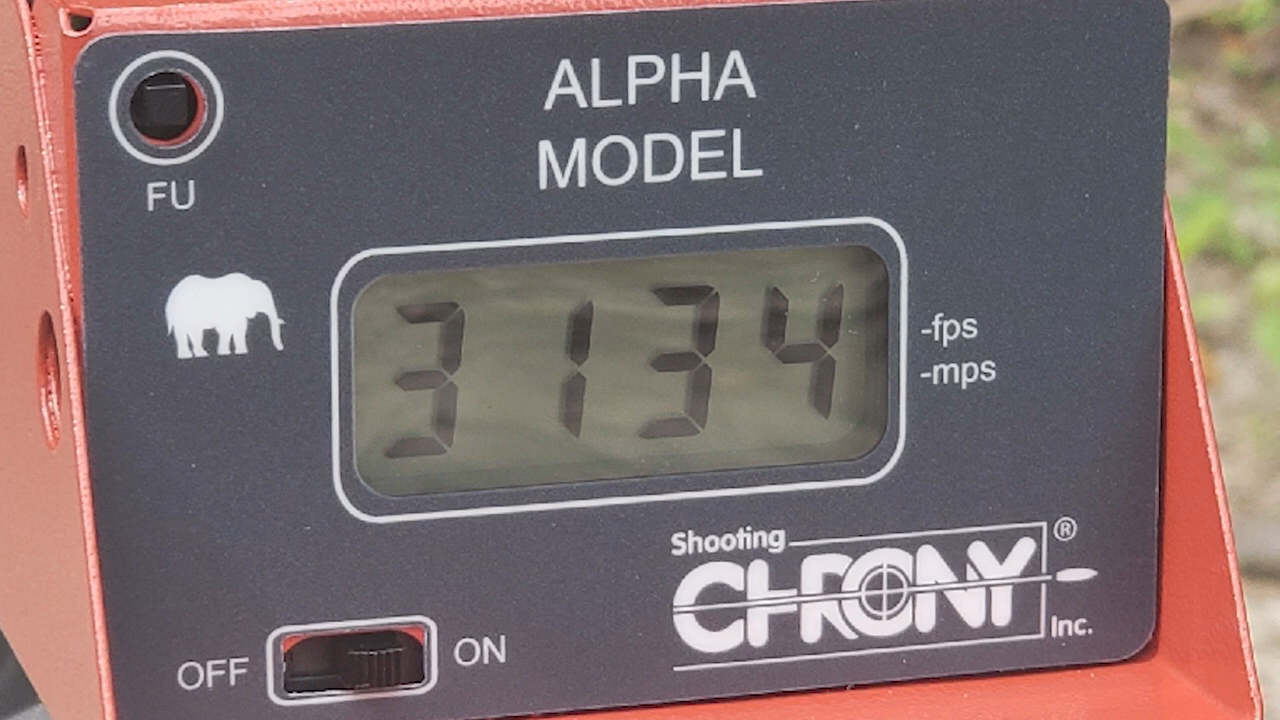 ALPHA
MODEL
FU
3134
-fps
-mps
Shooting
CHRONY ®
Inc.
OFF ON